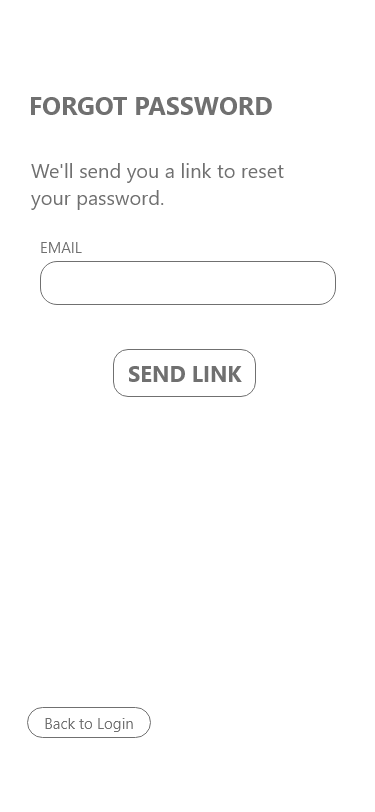 FORGOT PASSWORD
We'll send you a link to reset
your password.
EMAIL
SEND LINK
Back to Login